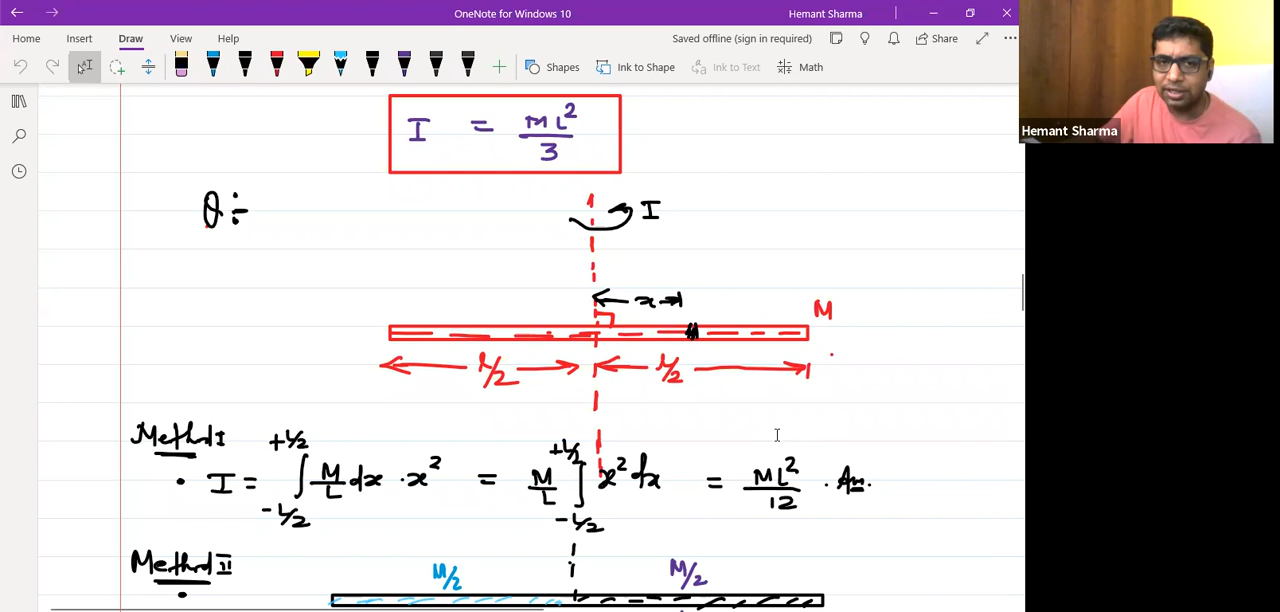 OneNote for Windows 10
Hemant Sharma
Home Insert Draw View Help
Saved offline (sign in required)
Share
Shapes
Ink to Shape
Ink to Text
Math
Hemant Sharma
I = ML²/3
Q:-
I
x
M
L/2 L/2
Method I
I = ∫_{-L/2}^{+L/2} M/L dx · x² = M/L ∫_{-L/2}^{+L/2} x² dx = ML²/12 · Ans.
Method II
M/2 M/2